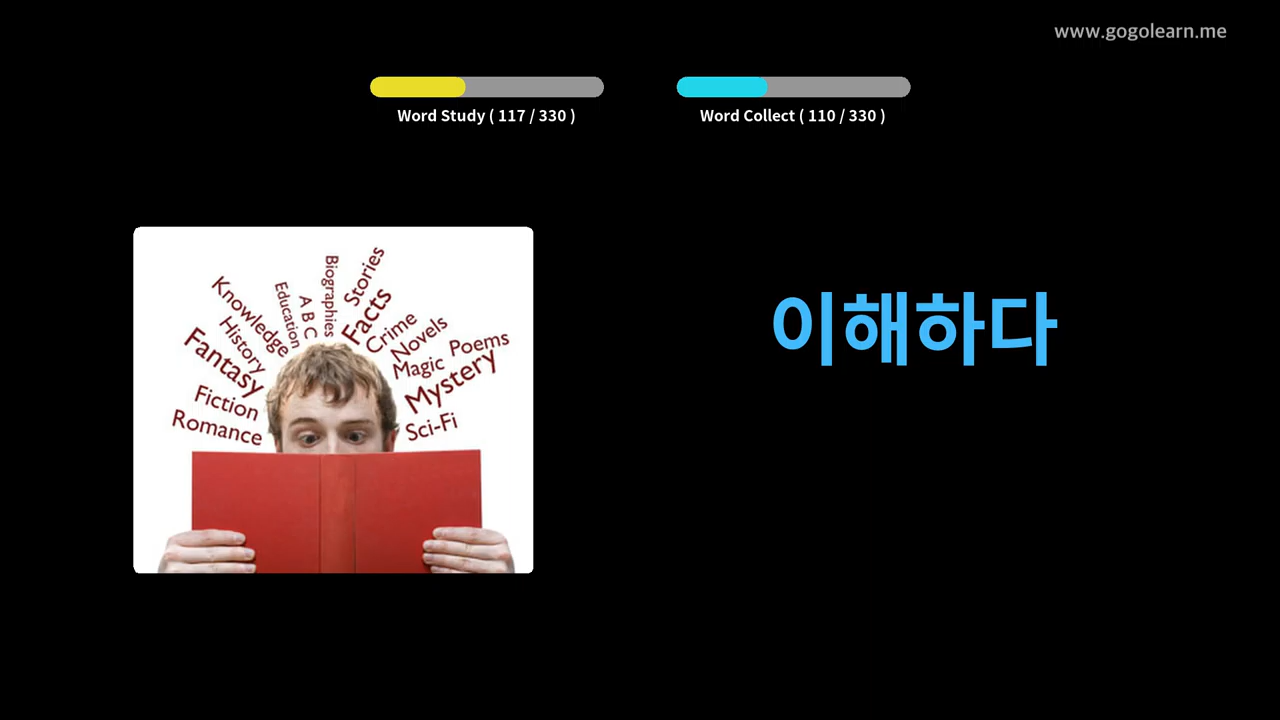 www.gogolearn.me
Word Study ( 117 / 330 )
Word Collect ( 110 / 330 )
이해하다
Romance
Fiction
Fantasy
History
Knowledge
Education
A B C
Biographies
Stories
Facts
Crime
Novels
Magic
Poems
Mystery
Sci-Fi